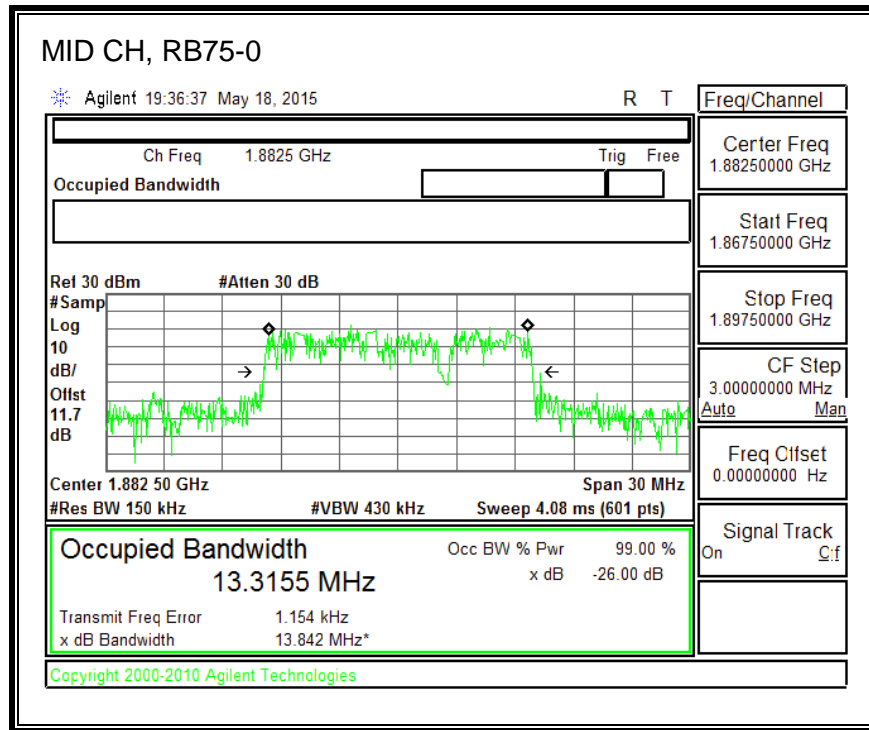 MID CH, RB75-0
Agilent 19:36:37 May 18, 2015 R T
Freq/Channel
Ch Freq 1.8825 GHz Trig Free
Occupied Bandwidth
Center Freq
1.88250000 GHz
Start Freq
1.86750000 GHz
Stop Freq
1.89750000 GHz
CF Step
3.00000000 MHz
Auto Man
Freq Offset
0.00000000 Hz
Signal Track
On Off
Ref 30 dBm #Atten 30 dB
#Samp
Log
10
dB/
Offst
11.7
dB
Center 1.882 50 GHz Span 30 MHz
#Res BW 150 kHz #VBW 430 kHz Sweep 4.08 ms (601 pts)
Occupied Bandwidth
13.3155 MHz
Occ BW % Pwr 99.00 %
x dB -26.00 dB
Transmit Freq Error 1.154 kHz
x dB Bandwidth 13.842 MHz*
Copyright 2000-2010 Agilent Technologies